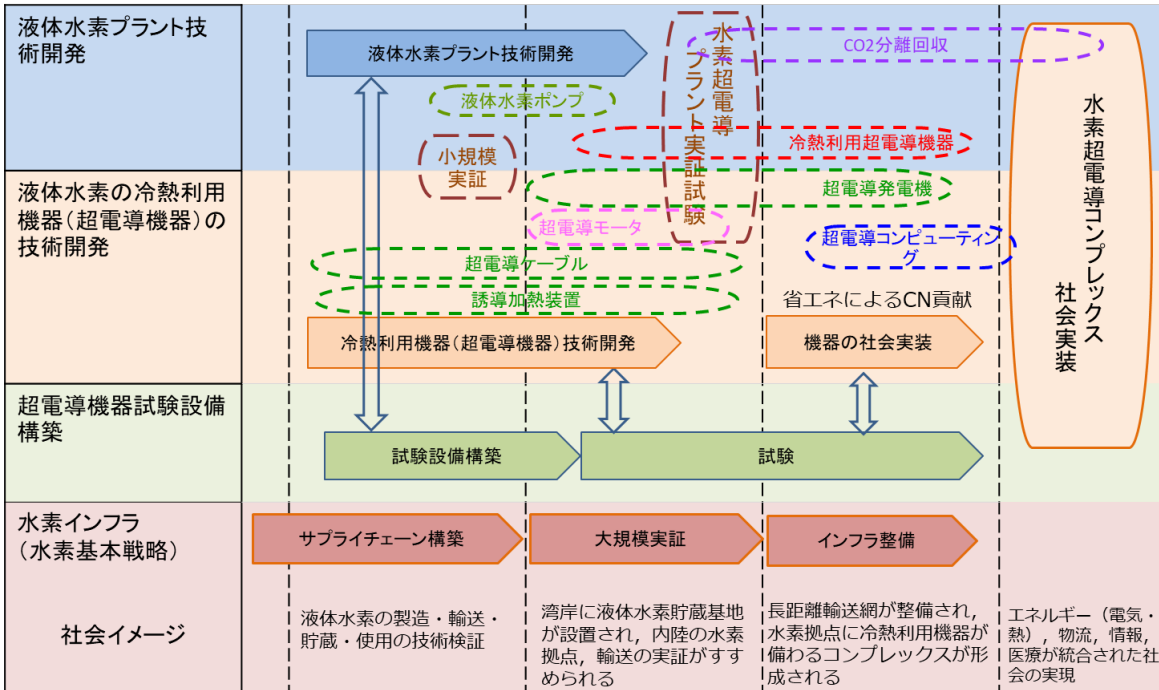 液体水素プラント技
術開発
液体水素プラント技術開発
水素超電導
プラント実証試験
CO2分離回収
液体水素ポンプ
小規模
実証
冷熱利用超電導機器
水素超電導コンプレックス
社会実装
液体水素の冷熱利用
機器(超電導機器)の
技術開発
超電導発電機
超電導モータ
超電導コンピューティン
グ
超電導ケーブル
誘導加熱装置
省エネによるCN貢献
冷熱利用機器(超電導機器)技術開発
機器の社会実装
超電導機器試験設備
構築
試験設備構築
試験
水素インフラ
(水素基本戦略)
サプライチェーン構築
大規模実証
インフラ整備
社会イメージ
液体水素の製造・輸送・
貯蔵・使用の技術検証
湾岸に液体水素貯蔵基地
が設置され,内陸の水素
拠点,輸送の実証がすす
められる
長距離輸送網が整備され,
水素拠点に冷熱利用機器が
備わるコンプレックスが形
成される
エネルギー(電気・
熱),物流,情報,
医療が統合された社
会の実現